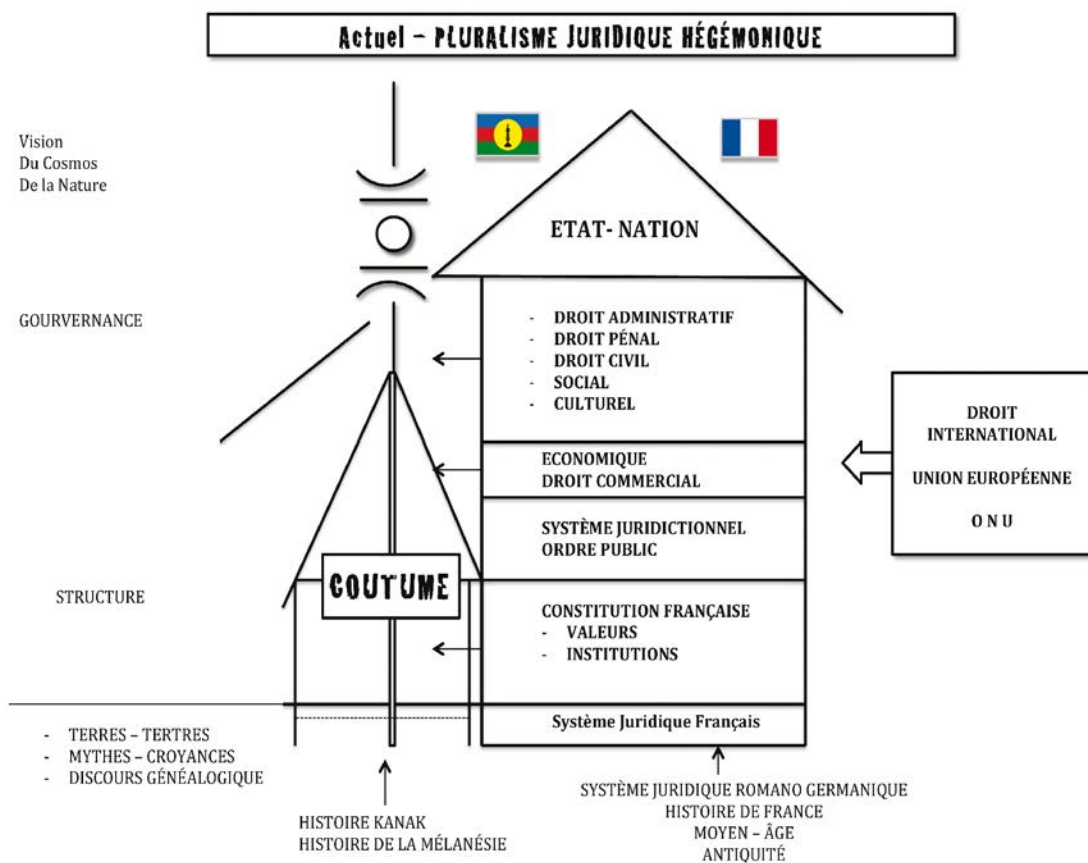 Actuel – PLURALISME JURIDIQUE HÉGÉMONIQUE
Vision
Du Cosmos
De la Nature
ETAT- NATION
GOURVERNANCE
- DROIT ADMINISTRATIF
- DROIT PÉNAL
- DROIT CIVIL
- SOCIAL
- CULTUREL
ECONOMIQUE
DROIT COMMERCIAL
DROIT
INTERNATIONAL
UNION EUROPÉENNE
O N U
SYSTÈME JURIDICTIONNEL
ORDRE PUBLIC
COUTUME
STRUCTURE
CONSTITUTION FRANÇAISE
- VALEURS
- INSTITUTIONS
Système Juridique Français
- TERRES – TERTRES
- MYTHES – CROYANCES
- DISCOURS GÉNÉALOGIQUE
HISTOIRE KANAK
HISTOIRE DE LA MÉLANÉSIE
SYSTÈME JURIDIQUE ROMANO GERMANIQUE
HISTOIRE DE FRANCE
MOYEN – ÂGE
ANTIQUITÉ